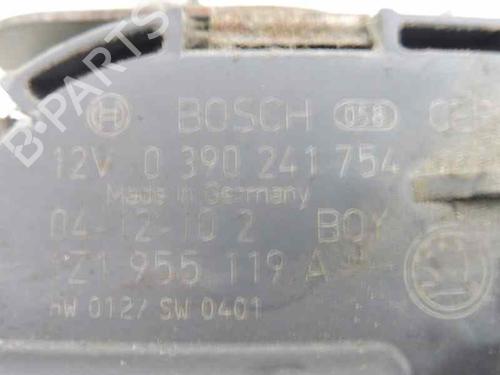 BOSCH 058
12V 0 390 241 754
Made in Germany
04-12-10 2 BOY
1Z1 955 119 A
HW 012/ SW 0401
B-PARTS